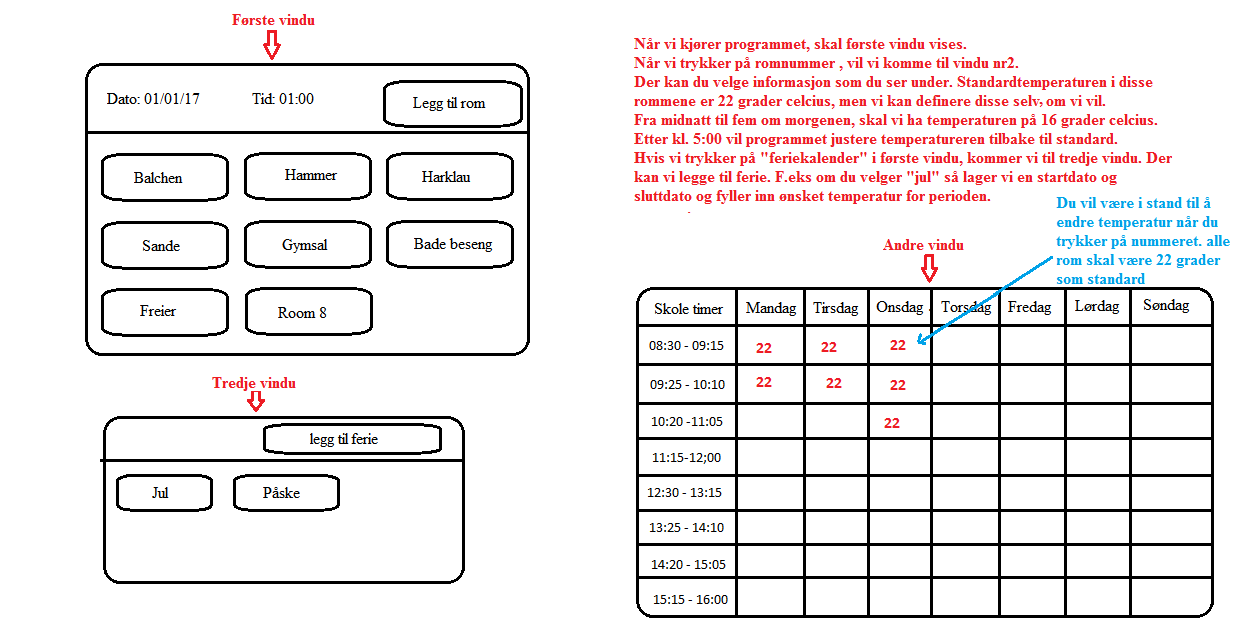 Første vindu
Dato: 01/01/17 Tid: 01:00 Legg til rom
Balchen Hammer Harklau
Sande Gymsal Bade beseng
Freier Room 8
Tredje vindu
legg til ferie
Jul Påske
Når vi kjører programmet, skal første vindu vises.
Når vi trykker på romnummer , vil vi komme til vindu nr2.
Der kan du velge informasjon som du ser under. Standardtemperaturen i disse
rommene er 22 grader celcius, men vi kan definere disse selv, om vi vil.
Fra midnatt til fem om morgenen, skal vi ha temperaturen på 16 grader celcius.
Etter kl. 5:00 vil programmet justere temperatureren tilbake til standard.
Hvis vi trykker på "feriekalender" i første vindu, kommer vi til tredje vindu. Der
kan vi legge til ferie. F.eks om du velger "jul" så lager vi en startdato og
sluttdato og fyller inn ønsket temperatur for perioden.
Du vil være i stand til å
endre temperatur når du
trykker på nummeret. alle
rom skal være 22 grader
som standard
Andre vindu
Skole timer Mandag Tirsdag Onsdag Torsdag Fredag Lørdag Søndag
08:30 - 09:15 22 22 22
09:25 - 10:10 22 22 22
10:20 -11:05 22
11:15-12;00
12:30 - 13:15
13:25 - 14:10
14:20 - 15:05
15:15 - 16:00